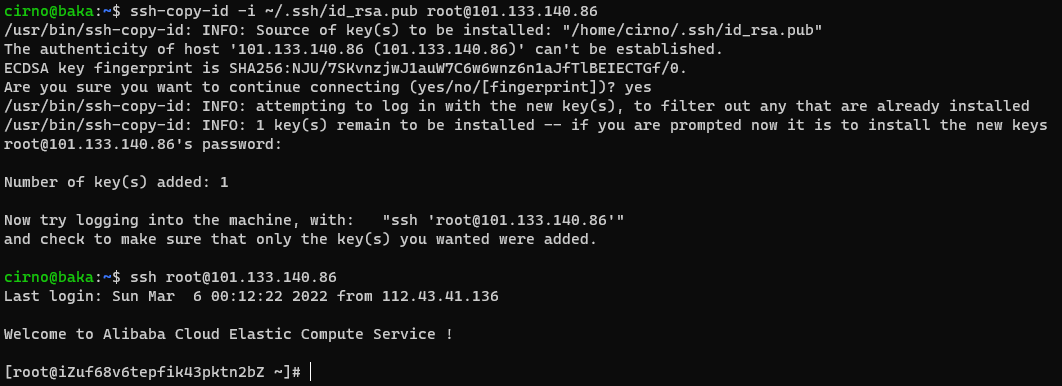 cirno@baka:~$ ssh-copy-id -i ~/.ssh/id_rsa.pub root@101.133.140.86
/usr/bin/ssh-copy-id: INFO: Source of key(s) to be installed: "/home/cirno/.ssh/id_rsa.pub"
The authenticity of host '101.133.140.86 (101.133.140.86)' can't be established.
ECDSA key fingerprint is SHA256:NJU/7SKvnzjwJ1auW7C6w6wnz6n1aJfTlBEIECTGf/0.
Are you sure you want to continue connecting (yes/no/[fingerprint])? yes
/usr/bin/ssh-copy-id: INFO: attempting to log in with the new key(s), to filter out any that are already installed
/usr/bin/ssh-copy-id: INFO: 1 key(s) remain to be installed -- if you are prompted now it is to install the new keys
root@101.133.140.86's password:
Number of key(s) added: 1
Now try logging into the machine, with:   "ssh 'root@101.133.140.86'"
and check to make sure that only the key(s) you wanted were added.
cirno@baka:~$ ssh root@101.133.140.86
Last login: Sun Mar  6 00:12:22 2022 from 112.43.41.136
Welcome to Alibaba Cloud Elastic Compute Service !
[root@iZuf68v6tepfik43pktn2bZ ~]#